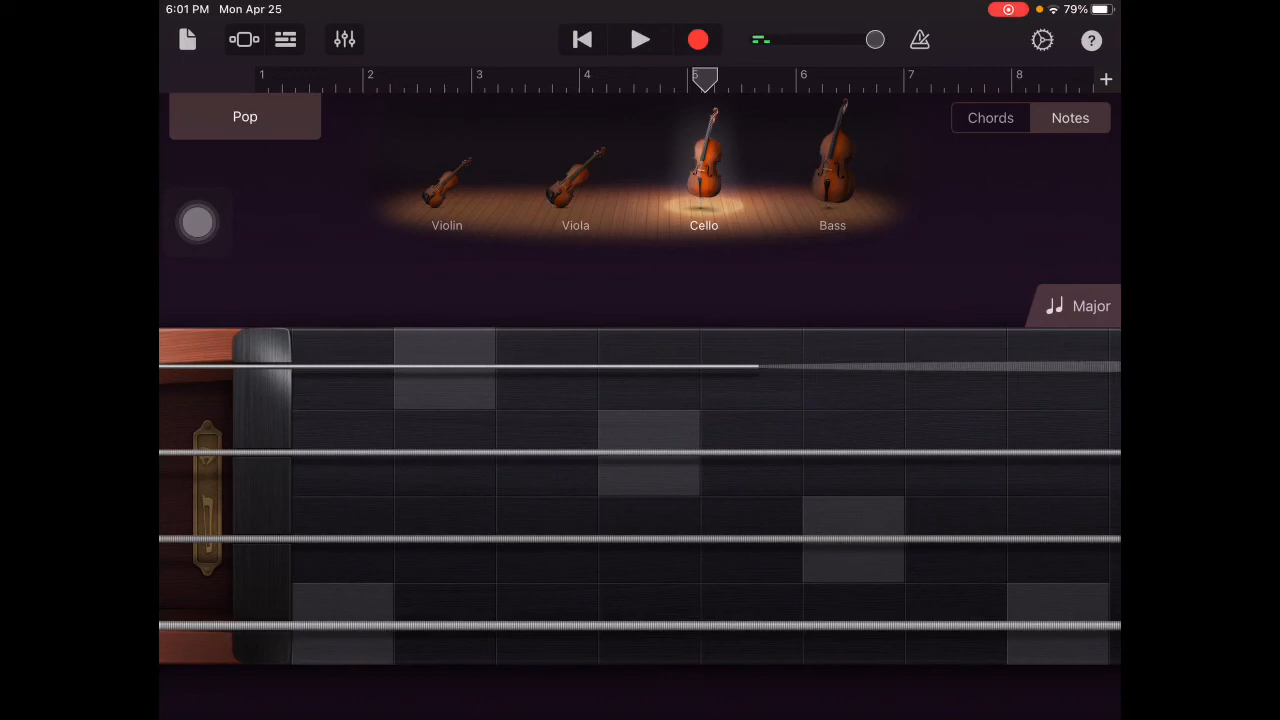 6:01 PM Mon Apr 25
79%
?
1 2 3 4 5 6 7 8 +
Pop
Chords Notes
Violin Viola Cello Bass
Major